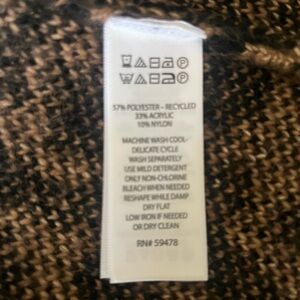 57% POLYESTER - RECYCLED
33% ACRYLIC
10% NYLON
MACHINE WASH COOL-
DELICATE CYCLE
WASH SEPARATELY
USE MILD DETERGENT
ONLY NON-CHLORINE
BLEACH WHEN NEEDED
RESHAPE WHILE DAMP
DRY FLAT
LOW IRON IF NEEDED
OR DRY CLEAN
RN# 59478